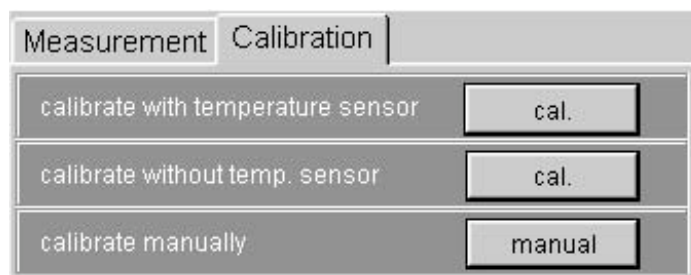 Measurement Calibration
calibrate with temperature sensor cal.
calibrate without temp. sensor cal.
calibrate manually manual